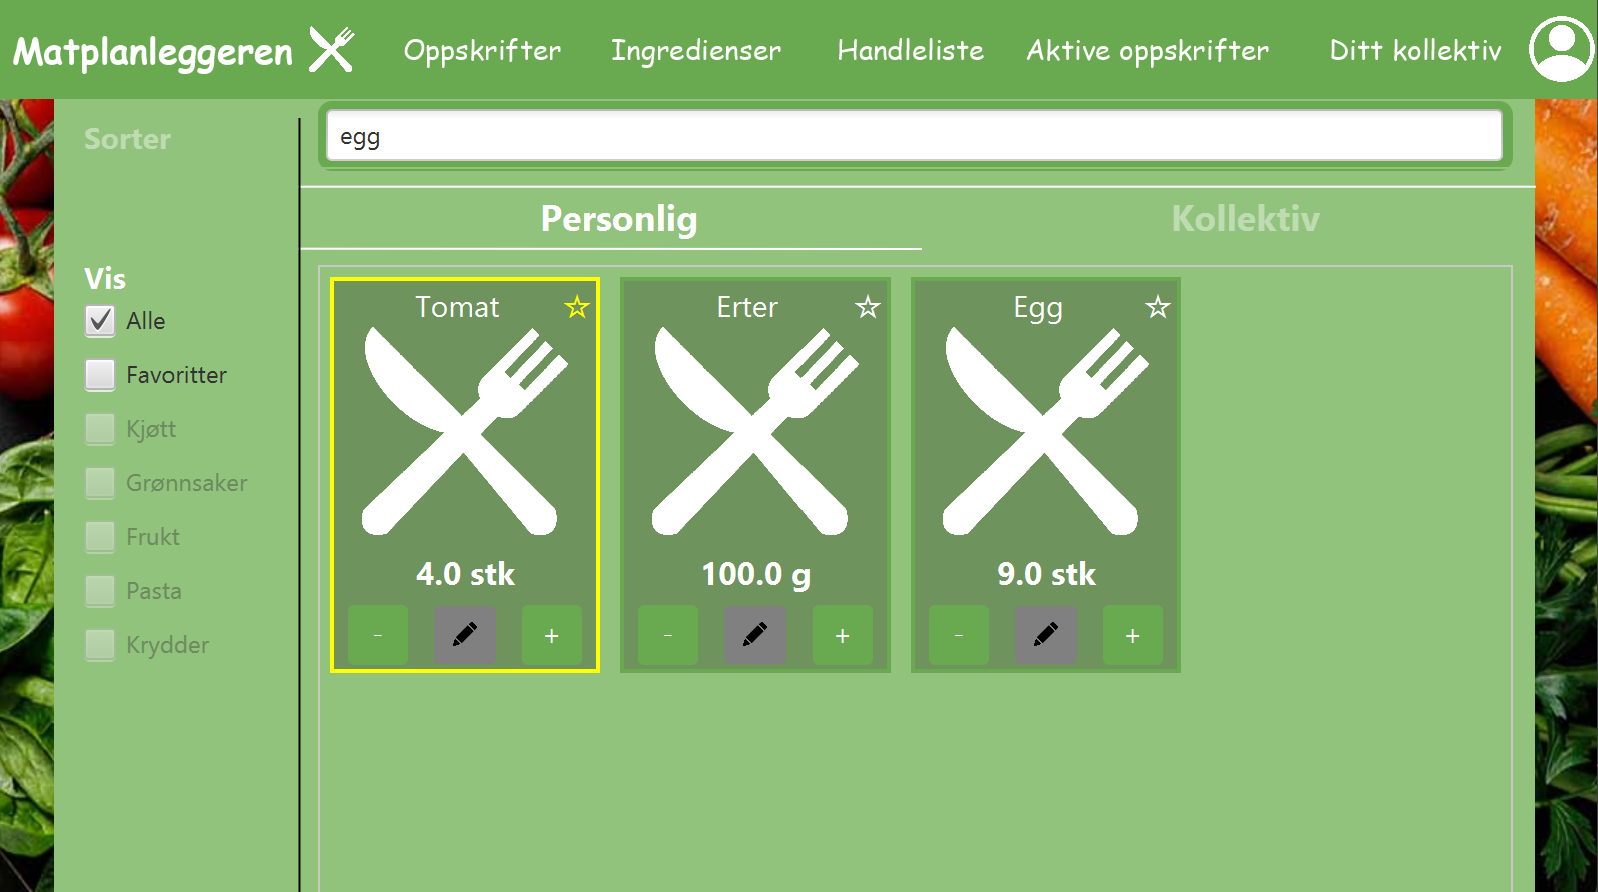 Matplanleggeren
Oppskrifter
Ingredienser
Handleliste
Aktive oppskrifter
Ditt kollektiv
Sorter
egg
Personlig
Kollektiv
Vis
Alle
Favoritter
Kjøtt
Grønnsaker
Frukt
Pasta
Krydder
Tomat
4.0 stk
- +
Erter
100.0 g
- +
Egg
9.0 stk
- +